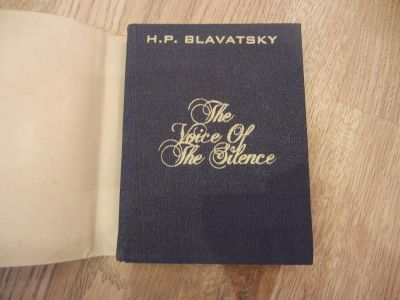 H.P. BLAVATSKY
The
Voice Of
The Silence